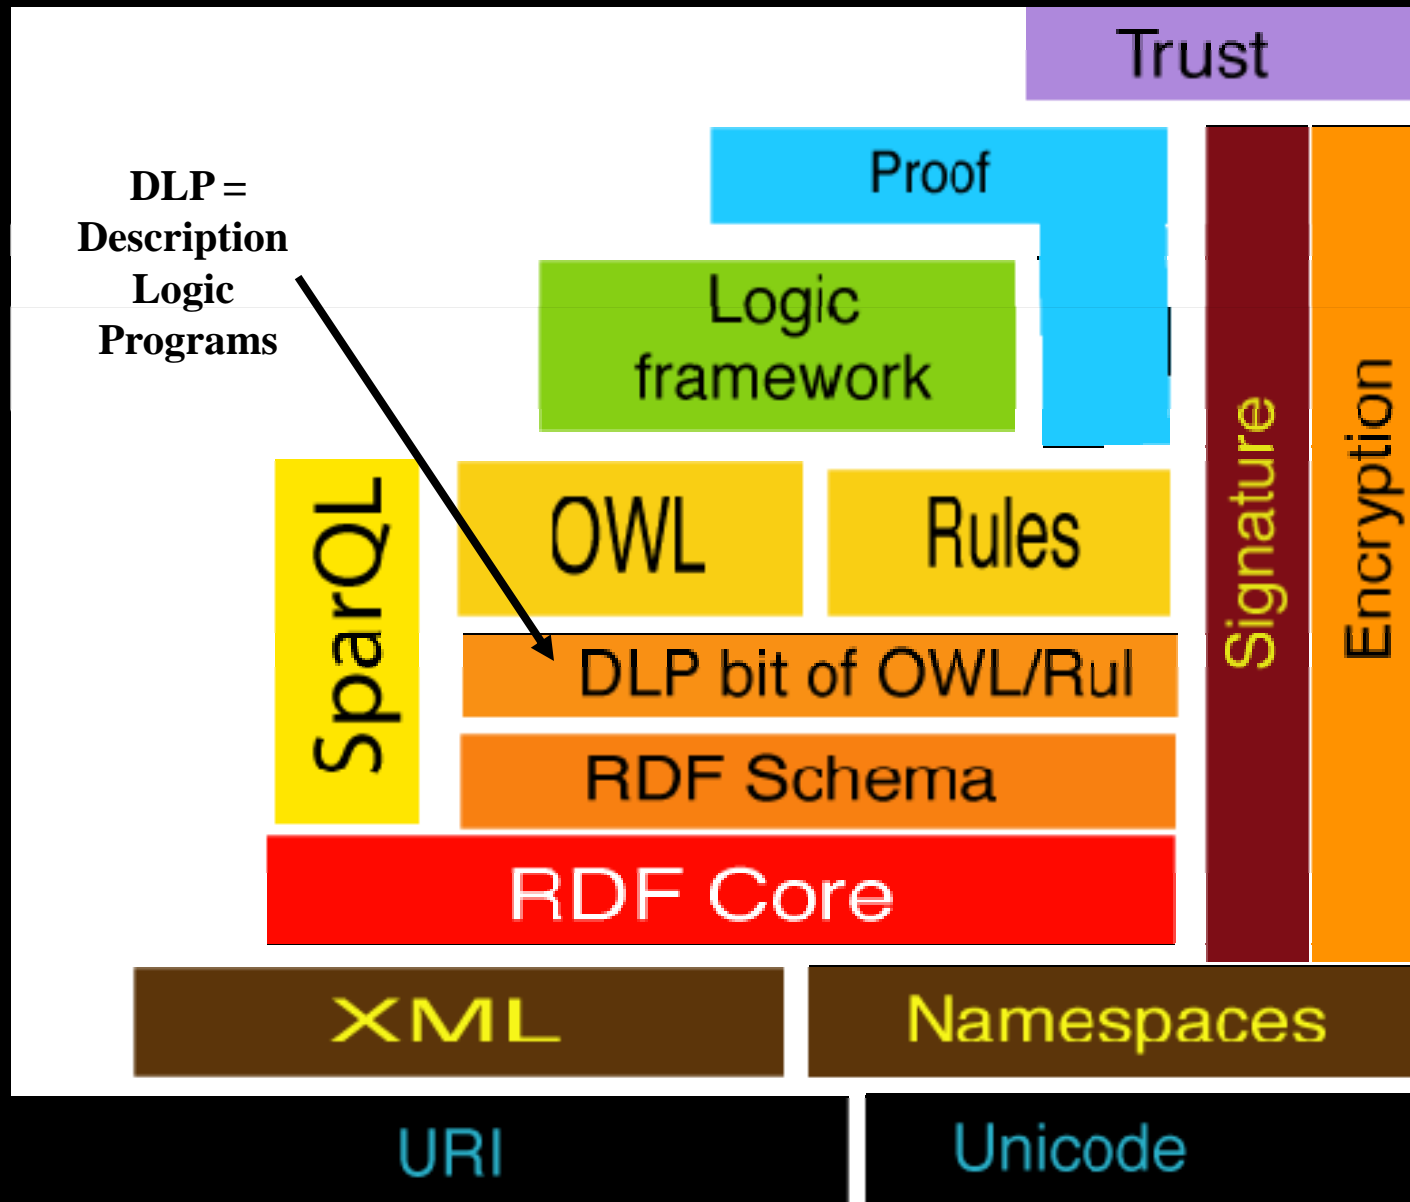 Trust
Proof
DLP =
Description
Logic
Programs
Logic
framework
SparQL
OWL
Rules
Signature
Encryption
DLP bit of OWL/Rul
RDF Schema
RDF Core
XML
Namespaces
URI
Unicode